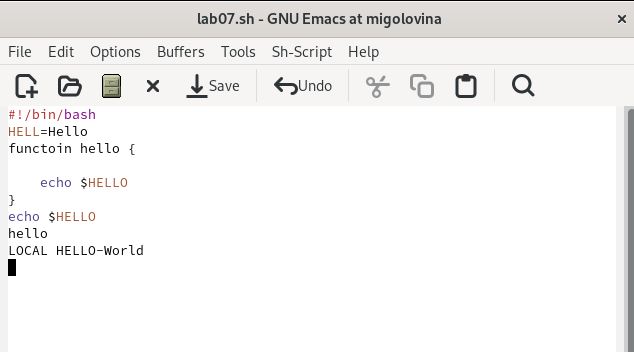 lab07.sh - GNU Emacs at migolovina
File Edit Options Buffers Tools Sh-Script Help
Save Undo
#!/bin/bash
HELL=Hello
functoin hello {
echo $HELLO
}
echo $HELLO
hello
LOCAL HELLO-World